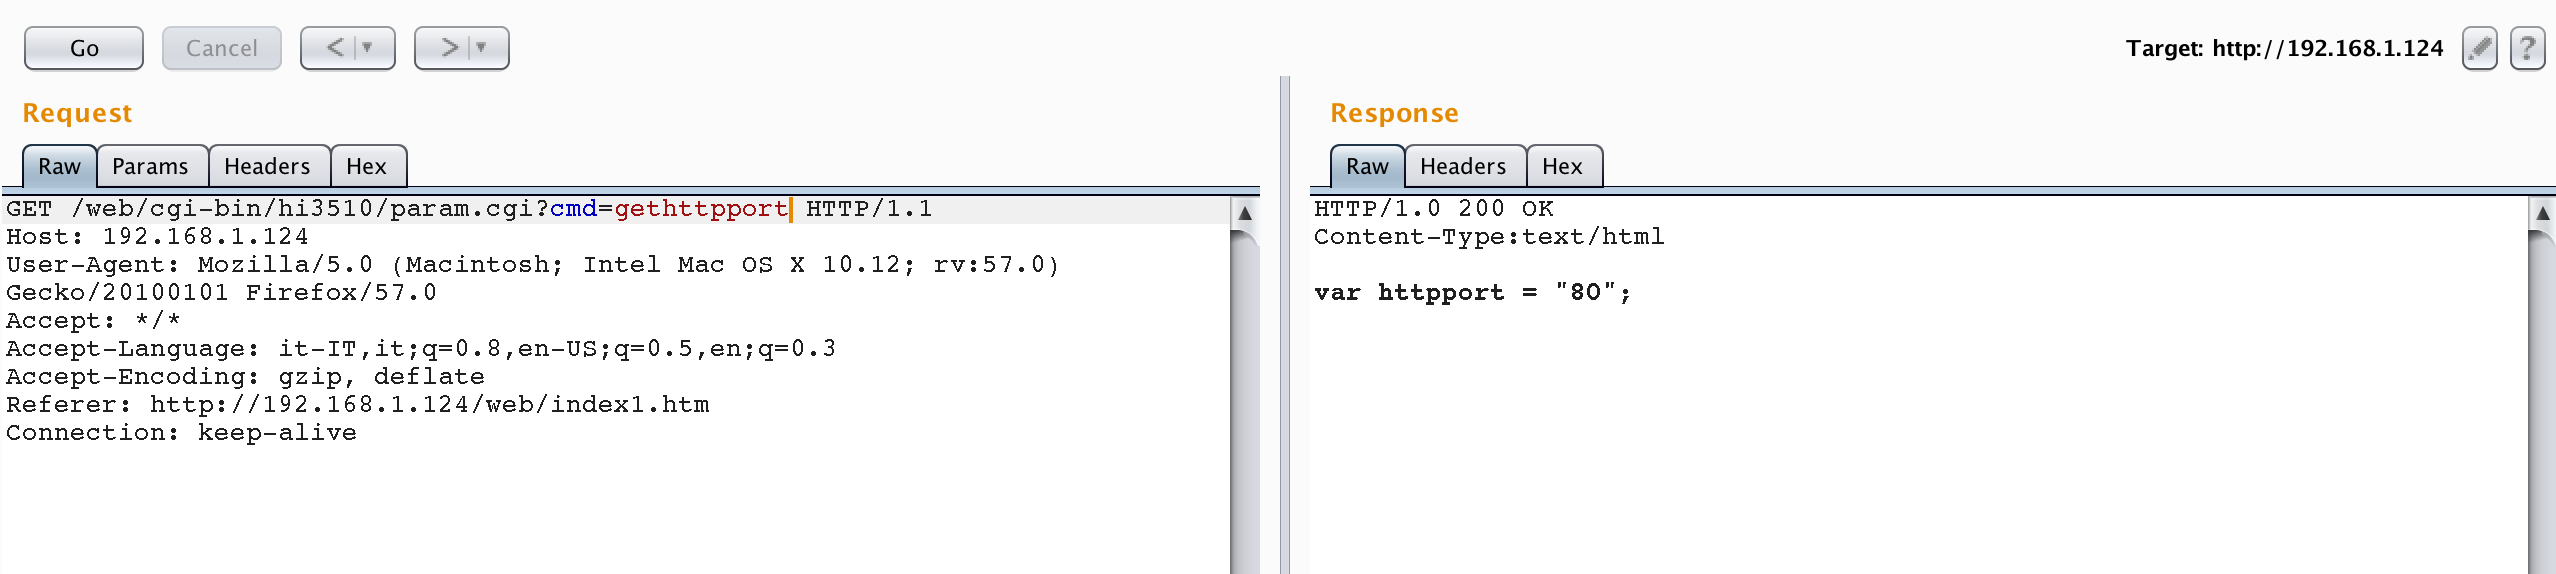 Go
Cancel
<
>
Target: http://192.168.1.124
?
Request
Response
Raw
Params
Headers
Hex
Raw
Headers
Hex
GET /web/cgi-bin/hi3510/param.cgi?cmd=gethttpport HTTP/1.1
Host: 192.168.1.124
User-Agent: Mozilla/5.0 (Macintosh; Intel Mac OS X 10.12; rv:57.0)
Gecko/20100101 Firefox/57.0
Accept: */*
Accept-Language: it-IT,it;q=0.8,en-US;q=0.5,en;q=0.3
Accept-Encoding: gzip, deflate
Referer: http://192.168.1.124/web/index1.htm
Connection: keep-alive
HTTP/1.0 200 OK
Content-Type:text/html
var httpport = "80";